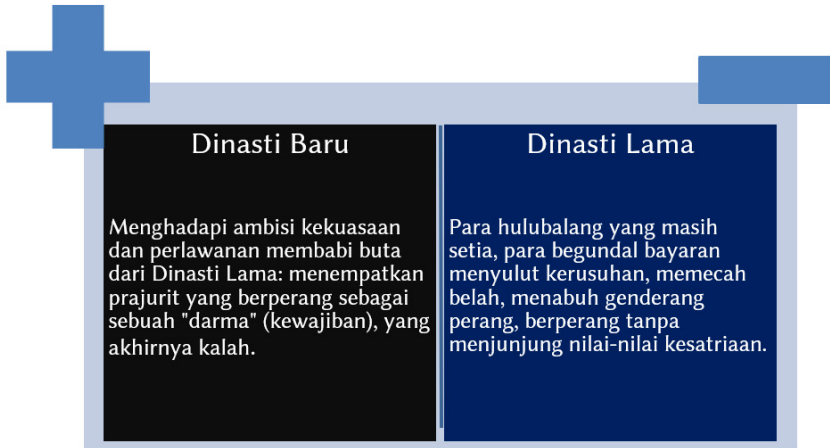 Dinasti Baru
Menghadapi ambisi kekuasaan
dan perlawanan membabi buta
dari Dinasti Lama: menempatkan
prajurit yang berperang sebagai
sebuah "darma" (kewajiban), yang
akhirnya kalah.
Dinasti Lama
Para hulubalang yang masih
setia, para begundal bayaran
menyulut kerusuhan, memecah
belah, menabuh genderang
perang, berperang tanpa
menjunjung nilai-nilai kesatriaan.